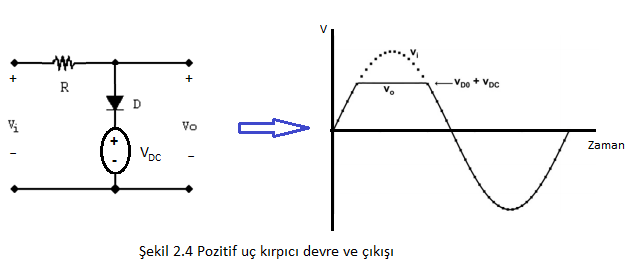 +
R
D
+
Vi
Vo
+
-
VDC
-
-
V
Vi
Vo
VD0 + VDC
Zaman
Şekil 2.4 Pozitif uç kırpıcı devre ve çıkışı